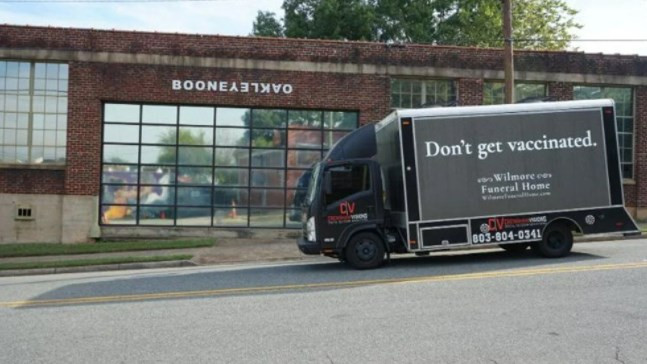 BOONEOAKLEY
Don't get vaccinated.
Wilmore
Funeral Home
WilmoreFuneralHome.com
803-804-0341